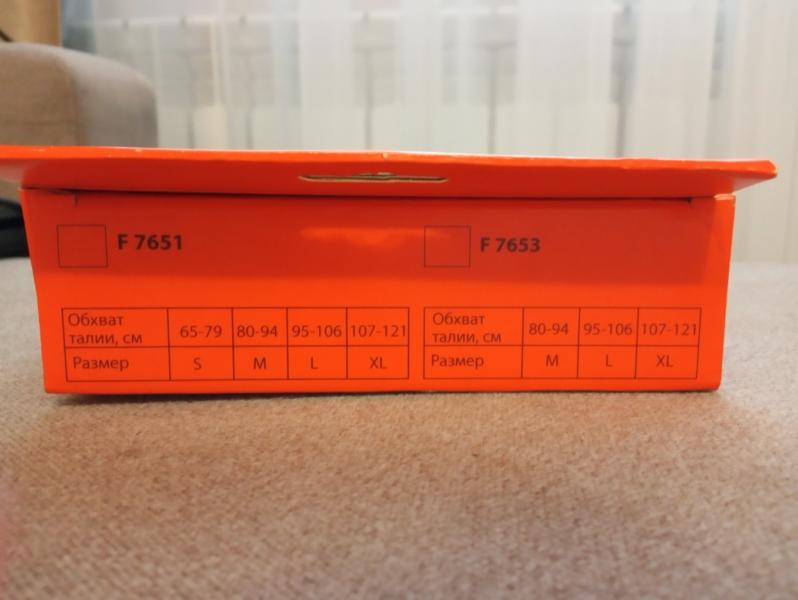 F 7651
Обхват талии, см 65-79 80-94 95-106 107-121
Размер S M L XL
F 7653
Обхват талии, см 80-94 95-106 107-121
Размер M L XL